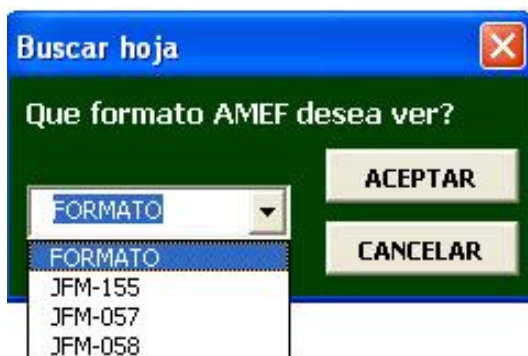 Buscar hoja
Que formato AMEF desea ver?
ACEPTAR
FORMATO
CANCELAR
FORMATO
JFM-155
JFM-057
JFM-058